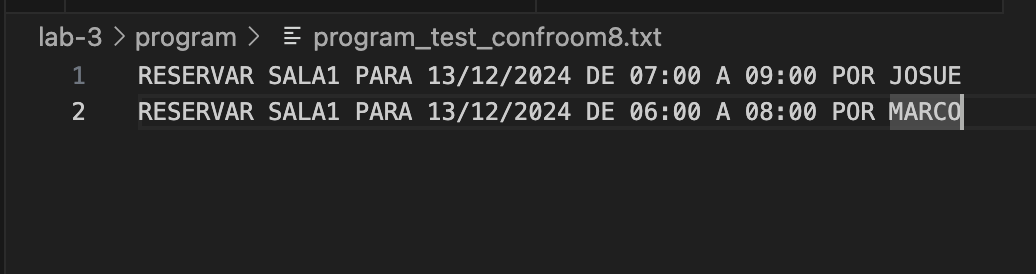 lab-3 > program > program_test_confroom8.txt
1 RESERVAR SALA1 PARA 13/12/2024 DE 07:00 A 09:00 POR JOSUE
2 RESERVAR SALA1 PARA 13/12/2024 DE 06:00 A 08:00 POR MARCO